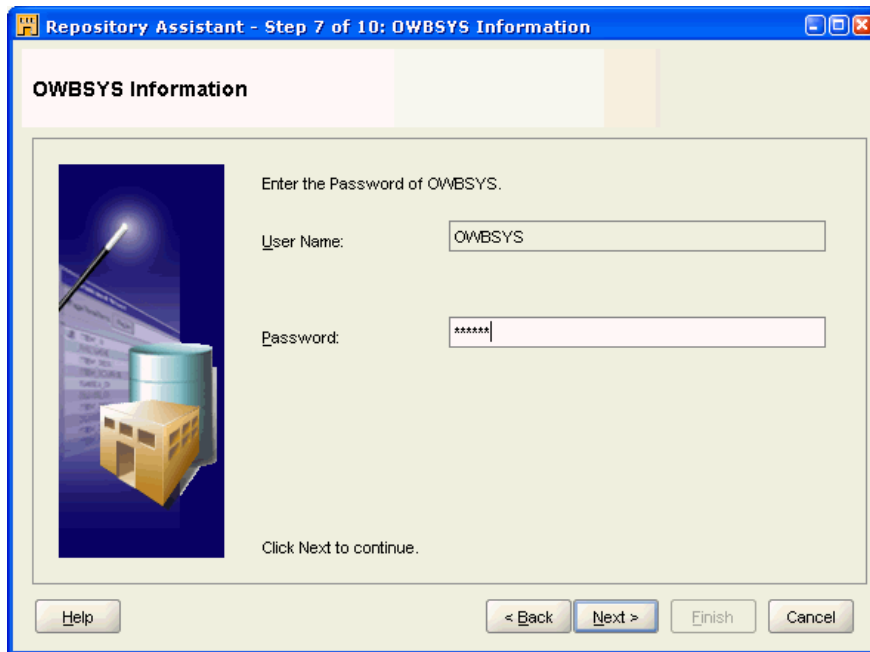 Repository Assistant - Step 7 of 10: OWBSYS Information
OWBSYS Information
Enter the Password of OWBSYS.
User Name:
OWBSYS
Password:
******
Click Next to continue.
Help
< Back
Next >
Finish
Cancel